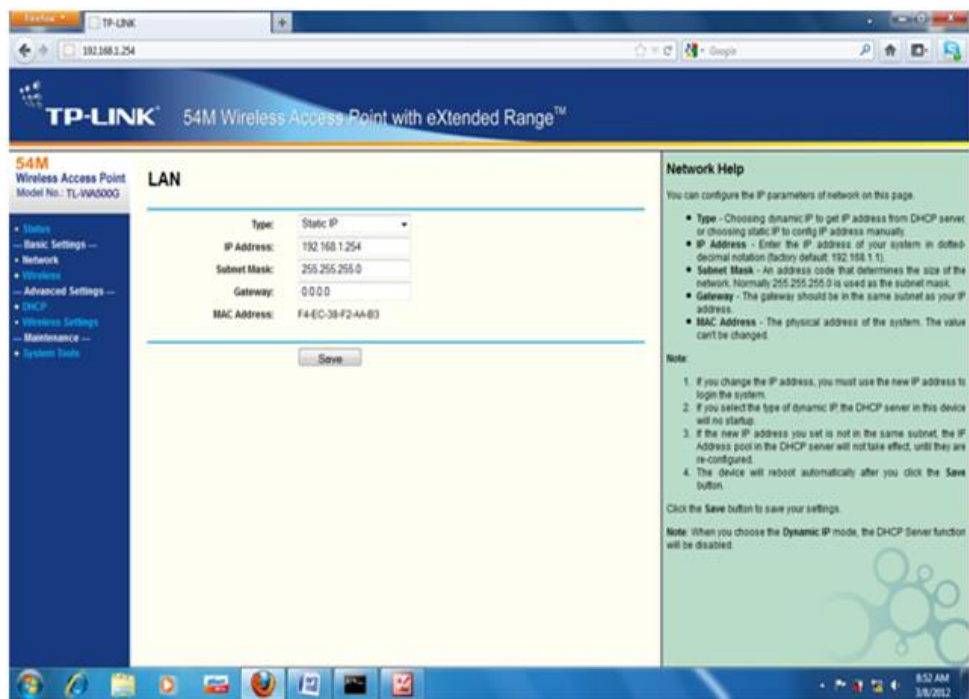 Firefox
TP-LINK
+
192.168.1.254
Google
TP-LINK® 54M Wireless Access Point with eXtended Range™
54M
Wireless Access Point
Model No.: TL-WA500G
• Status
--- Basic Settings ---
• Network
• Wireless
--- Advanced Settings ---
• DHCP
• Wireless Settings
--- Maintenance ---
• System Tools
LAN
Type: Static IP
IP Address: 192.168.1.254
Subnet Mask: 255.255.255.0
Gateway: 0.0.0.0
MAC Address: F4-EC-38-F2-AA-B3
Save
Network Help
You can configure the IP parameters of network on this page.
• Type - Choosing dynamic IP to get IP address from DHCP server,
or choosing static IP to config IP address manually.
• IP Address - Enter the IP address of your system in dotted-
decimal notation (factory default: 192.168.1.1).
• Subnet Mask - An address code that determines the size of the
network. Normally 255.255.255.0 is used as the subnet mask.
• Gateway - The gateway should be in the same subnet as your IP
address.
• MAC Address - The physical address of the system. The value
can't be changed.
Note:
1. If you change the IP address, you must use the new IP address to
login the system.
2. If you select the type of dynamic IP, the DHCP server in this device
will no startup.
3. If the new IP address you set is not in the same subnet, the IP
Address pool in the DHCP server will not take effect, until they are
re-configured.
4. The device will reboot automatically after you click the Save
button.
Click the Save button to save your settings.
Note: When you choose the Dynamic IP mode, the DHCP Server function
will be disabled.
8:52 AM
3/8/2012